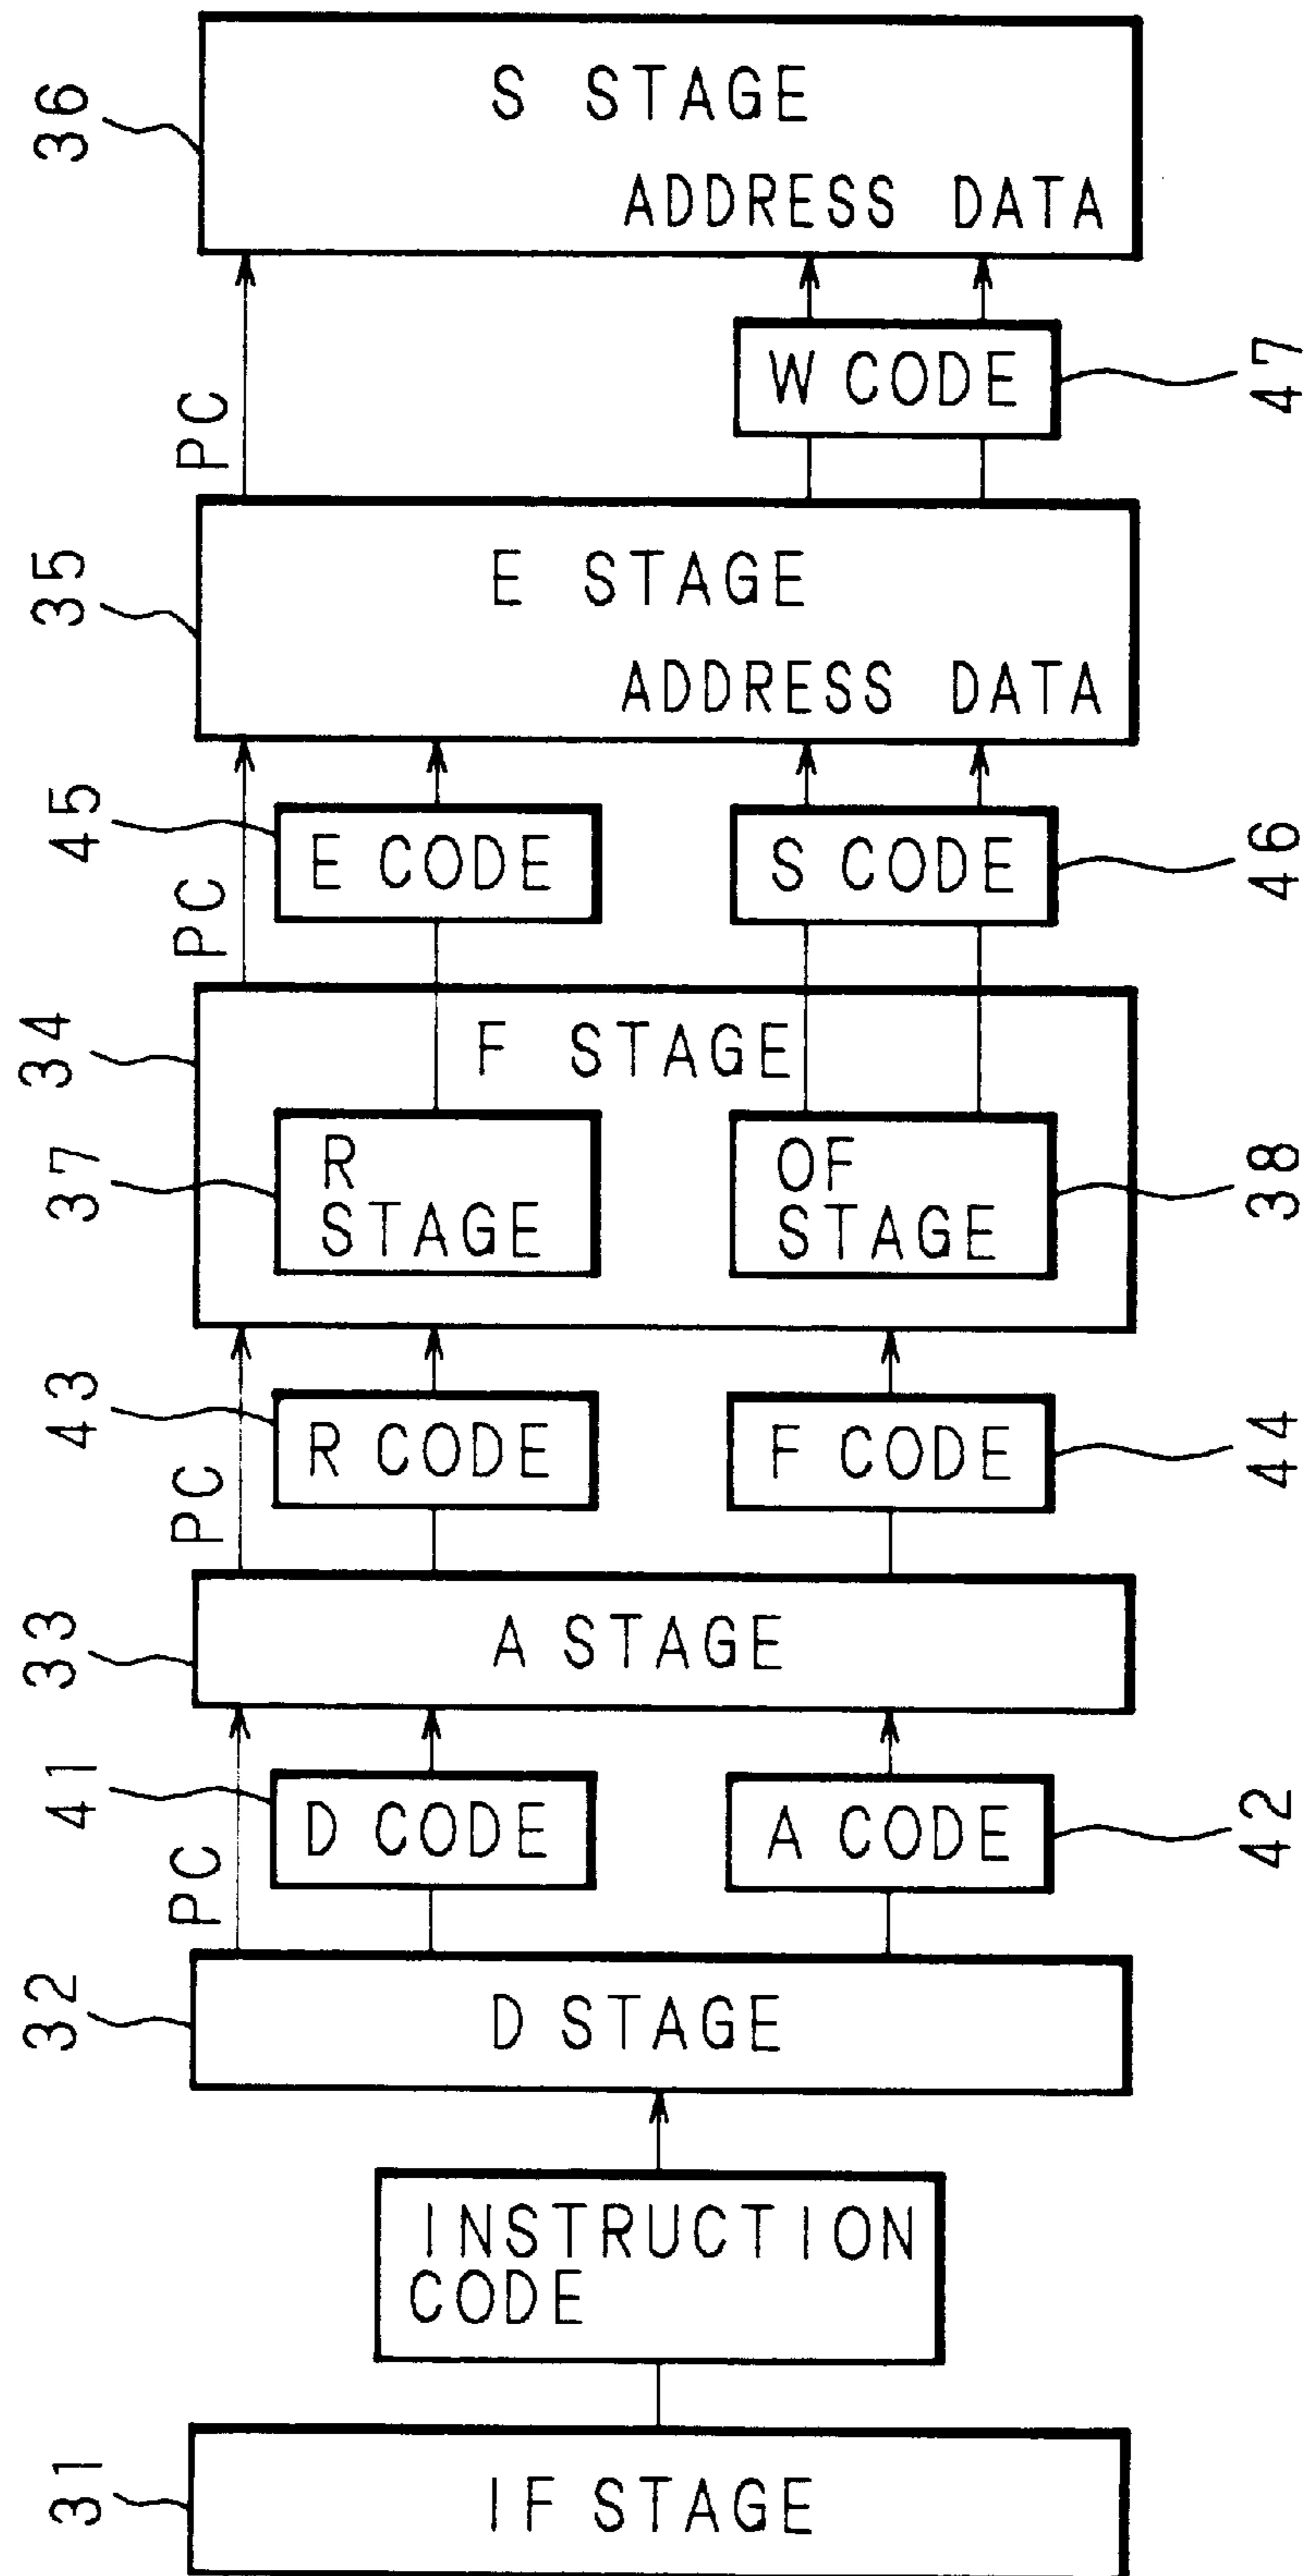 36
S STAGE
ADDRESS DATA
PC
W CODE
47
35
E STAGE
ADDRESS DATA
PC
45
E CODE
S CODE
46
34
F STAGE
37
R
STAGE
OF
STAGE
38
PC
43
R CODE
F CODE
44
33
A STAGE
PC
41
D CODE
A CODE
42
32
D STAGE
INSTRUCTION
CODE
31
IF STAGE